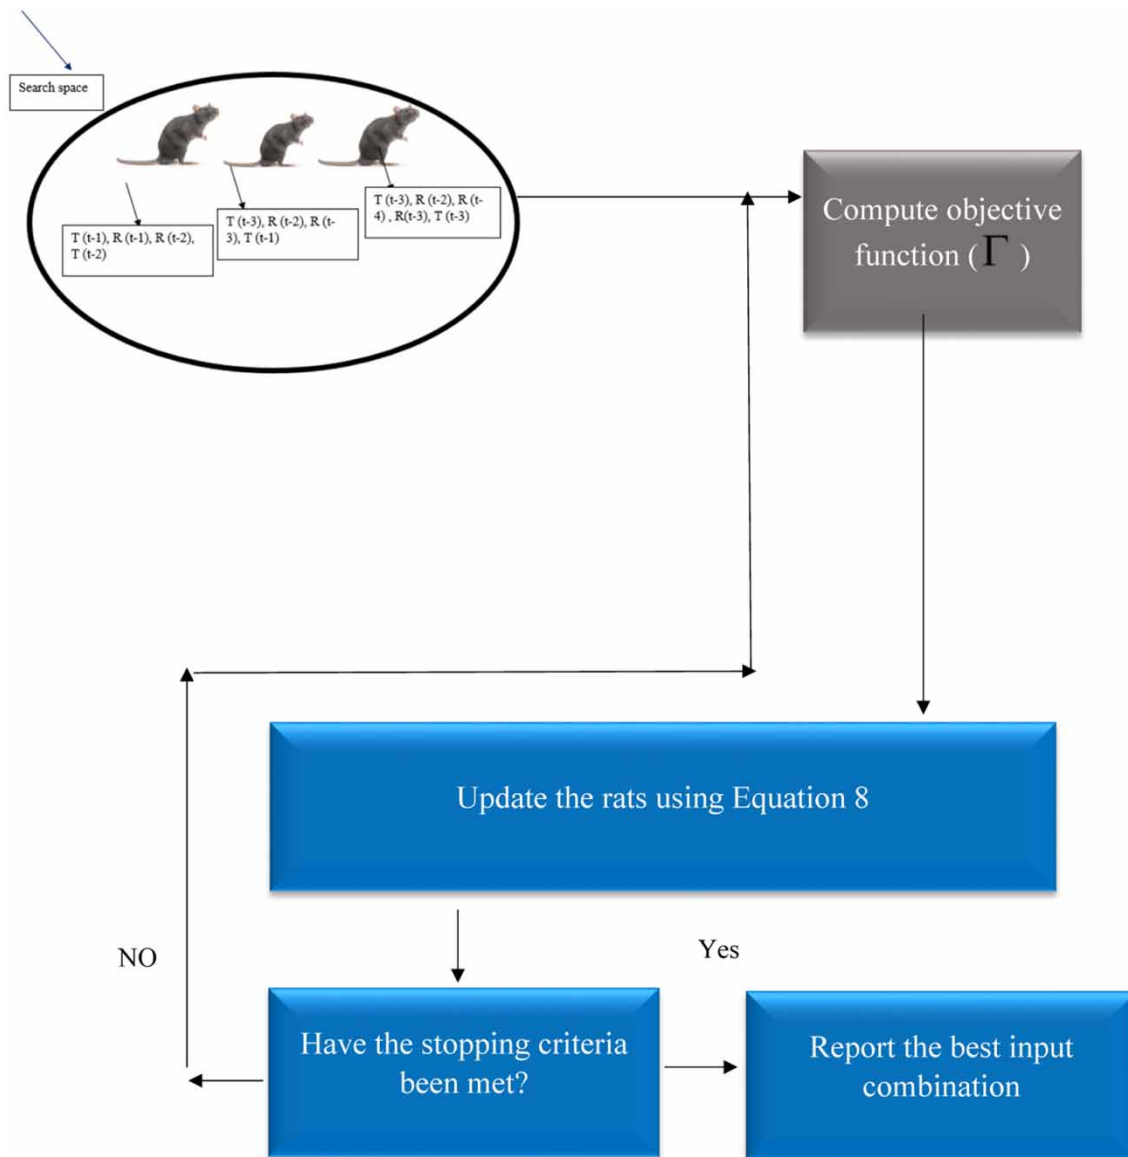 Search space
T (t-1), R (t-1), R (t-2),
T (t-2)
T (t-3), R (t-2), R (t-
3), T (t-1)
T (t-3), R (t-2), R (t-
4) , R(t-3), T (t-3)
Compute objective
function ( Γ )
Update the rats using Equation 8
NO
Yes
Have the stopping criteria
been met?
Report the best input
combination